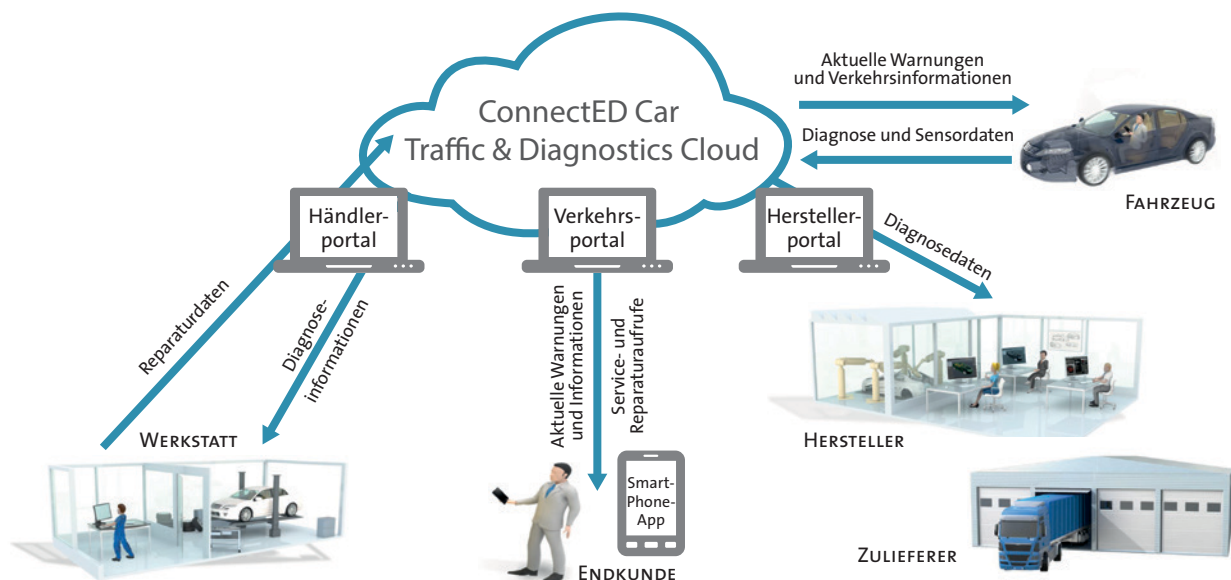 ConnectED Car
Traffic & Diagnostics Cloud
Aktuelle Warnungen
und Verkehrsinformationen
Diagnose und Sensordaten
FAHRZEUG
Händler-
portal
Verkehrs-
portal
Hersteller-
portal
Reparaturdaten
Diagnose-
informationen
Aktuelle Warnungen
und Informationen
Service- und
Reparaturaufrufe
Diagnosedaten
WERKSTATT
Smart-
Phone-
App
ENDKUNDE
HERSTELLER
ZULIEFERER